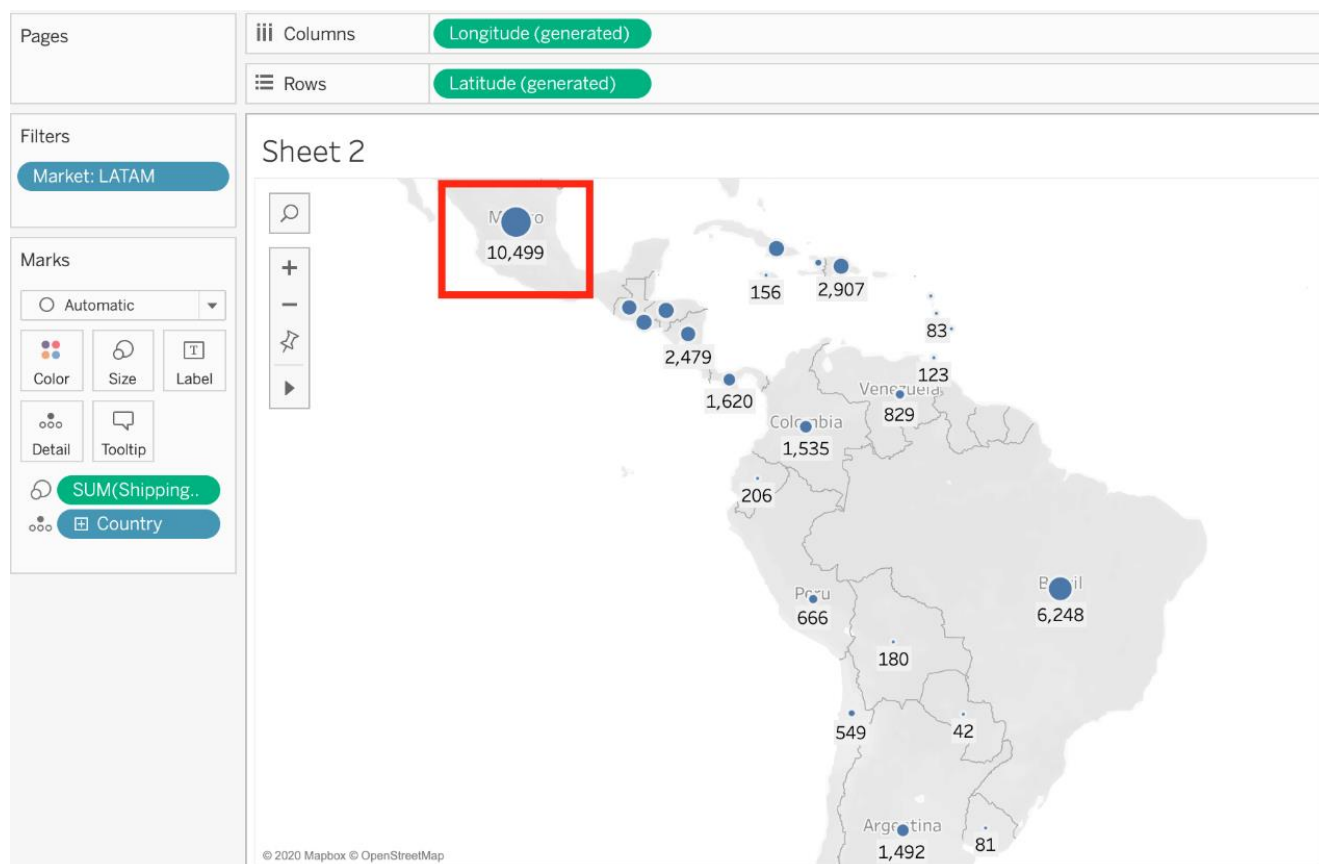 Pages
Columns
Longitude (generated)
Rows
Latitude (generated)
Filters
Market: LATAM
Sheet 2
Marks
Automatic
Color
Size
Label
Detail
Tooltip
SUM(Shipping..
Country
10,499
156
2,907
83
2,479
123
1,620
Venezuela
829
Colombia
1,535
206
Brazil
6,248
Peru
666
180
549
42
Argentina
1,492
81
© 2020 Mapbox © OpenStreetMap